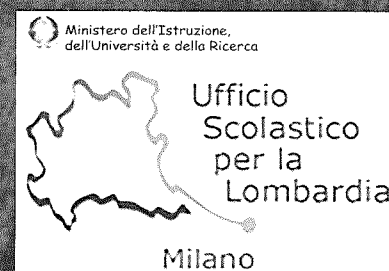 Ministero dell'Istruzione,
dell'Università e della Ricerca
Ufficio
Scolastico
per la
Lombardia
Milano